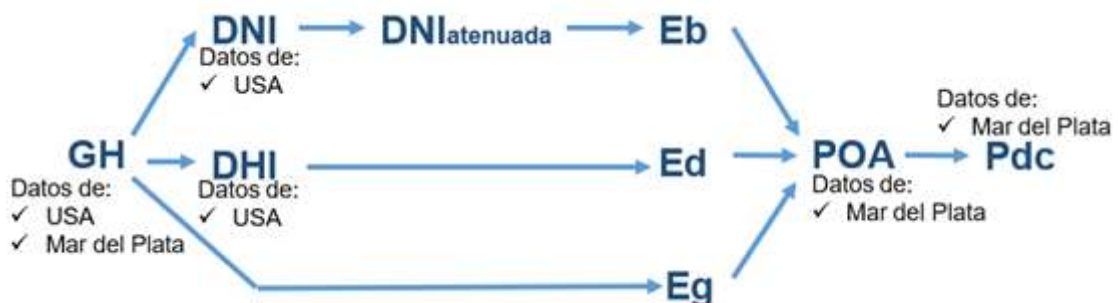 DNI
DNIatenuada
Eb
Datos de:
✓ USA
Datos de:
✓ Mar del Plata
GH
DHI
Ed
POA
Pdc
Datos de:
✓ USA
✓ Mar del Plata
Datos de:
✓ USA
Datos de:
✓ Mar del Plata
Eg